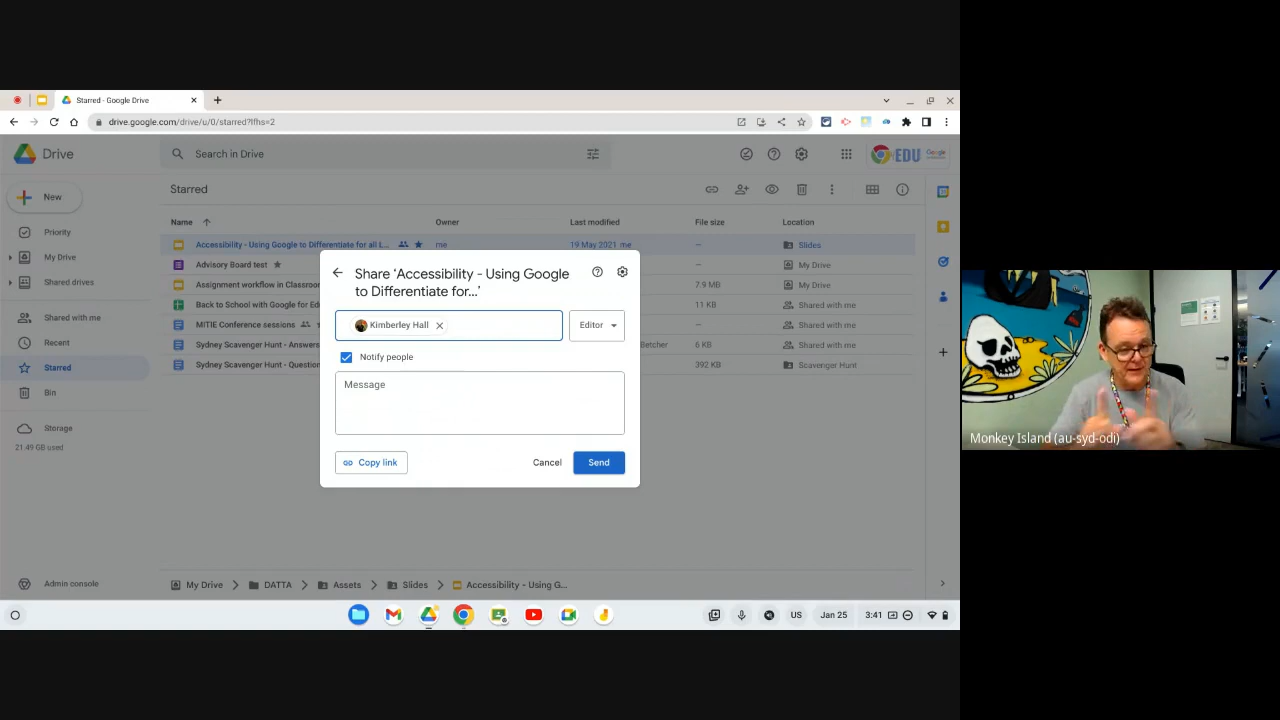 Starred - Google Drive
drive.google.com/drive/u/0/starred?lfhs=2
Drive
Search in Drive
EDU
Google
New
Starred
Name
Owner
Last modified
File size
Location
Priority
My Drive
Shared drives
Shared with me
Recent
Starred
Bin
Storage
21.49 GB used
Admin console
Accessibility - Using Google to Differentiate for all L...
me
19 May 2021 me
—
Slides
Advisory Board test
—
My Drive
Assignment workflow in Classroom
7.9 MB
My Drive
Back to School with Google for Edu
11 KB
Shared with me
MITIE Conference sessions
—
Shared with me
Sydney Scavenger Hunt - Answers
Betcher
6 KB
Shared with me
Sydney Scavenger Hunt - Question
392 KB
Scavenger Hunt
Share ‘Accessibility - Using Google
to Differentiate for...’
Kimberley Hall
Editor
Notify people
Message
Copy link
Cancel
Send
My Drive
DATTA
Assets
Slides
Accessibility - Using G...
US
Jan 25
3:41
Monkey Island (au-syd-odi)